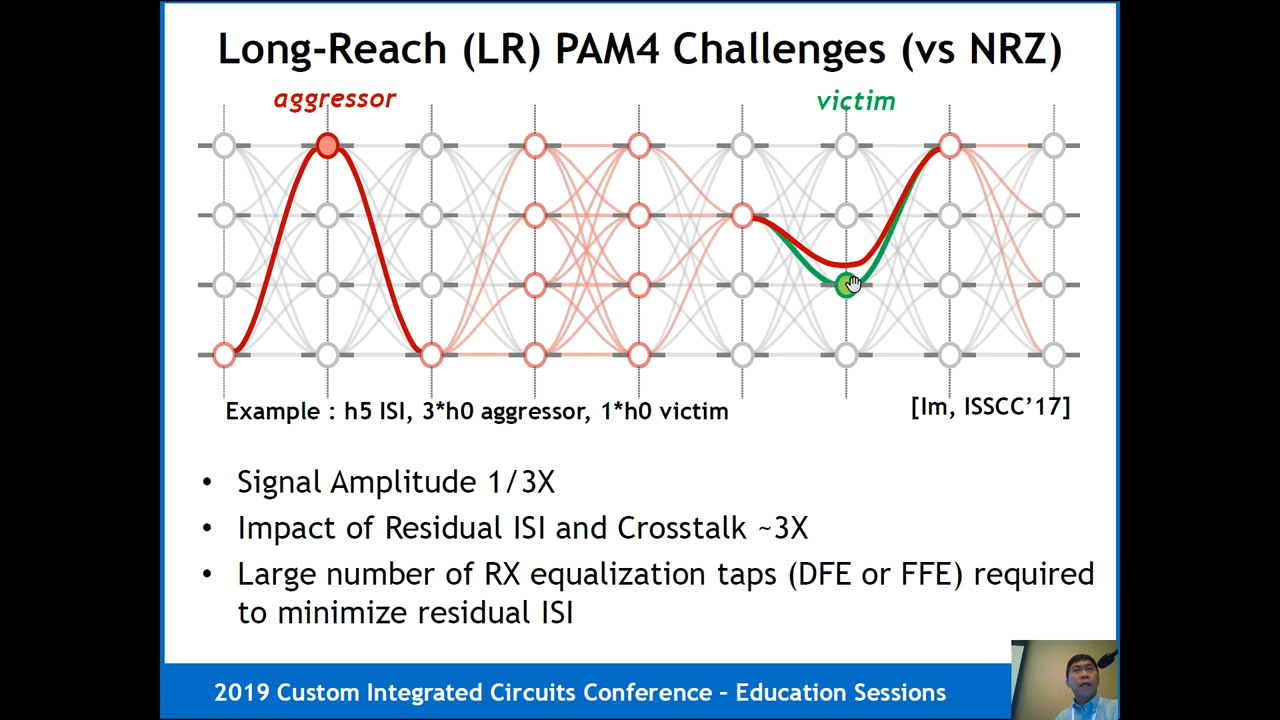 Long-Reach (LR) PAM4 Challenges (vs NRZ)
aggressor
victim
Example : h5 ISI, 3*h0 aggressor, 1*h0 victim
[Im, ISSCC’17]
• Signal Amplitude 1/3X
• Impact of Residual ISI and Crosstalk ~3X
• Large number of RX equalization taps (DFE or FFE) required
to minimize residual ISI
2019 Custom Integrated Circuits Conference – Education Sessions